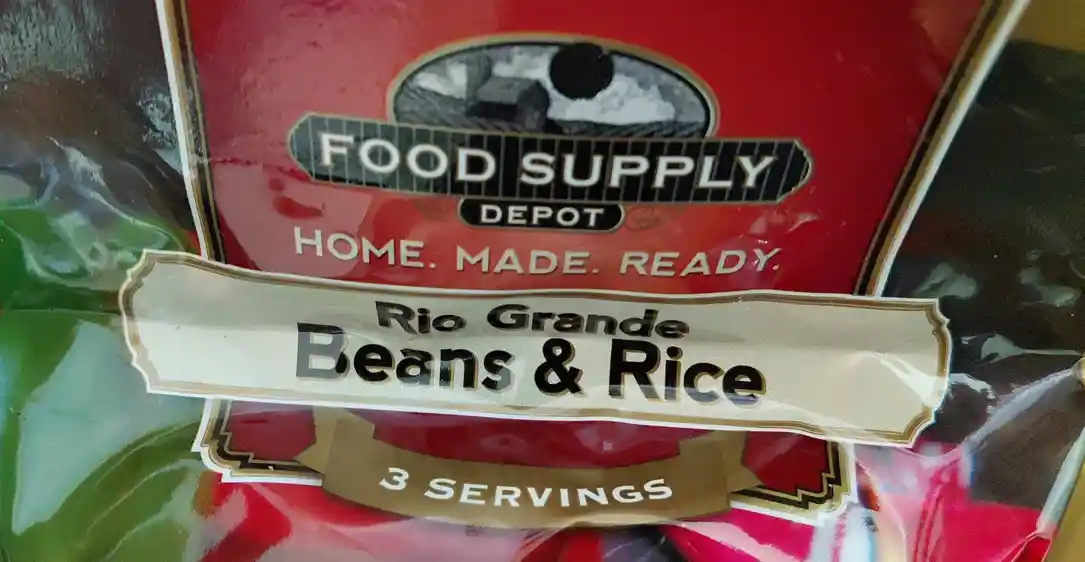 FOOD SUPPLY
DEPOT
HOME. MADE. READY.
Rio Grande
Beans & Rice
3 SERVINGS